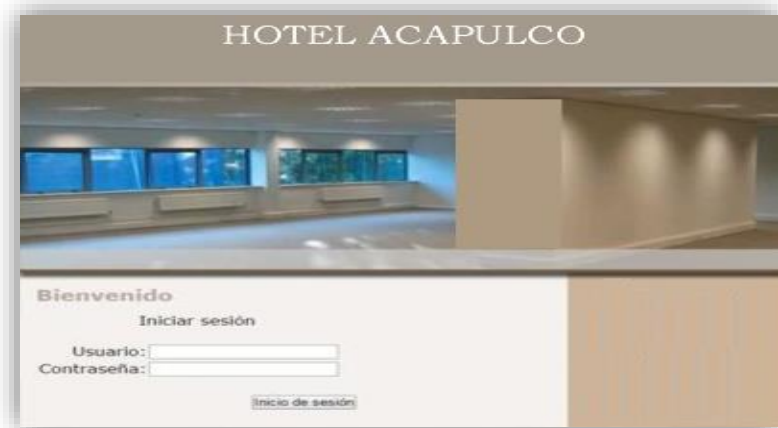 HOTEL ACAPULCO
Bienvenido
Iniciar sesión
Usuario:
Contraseña:
Inicio de sesión